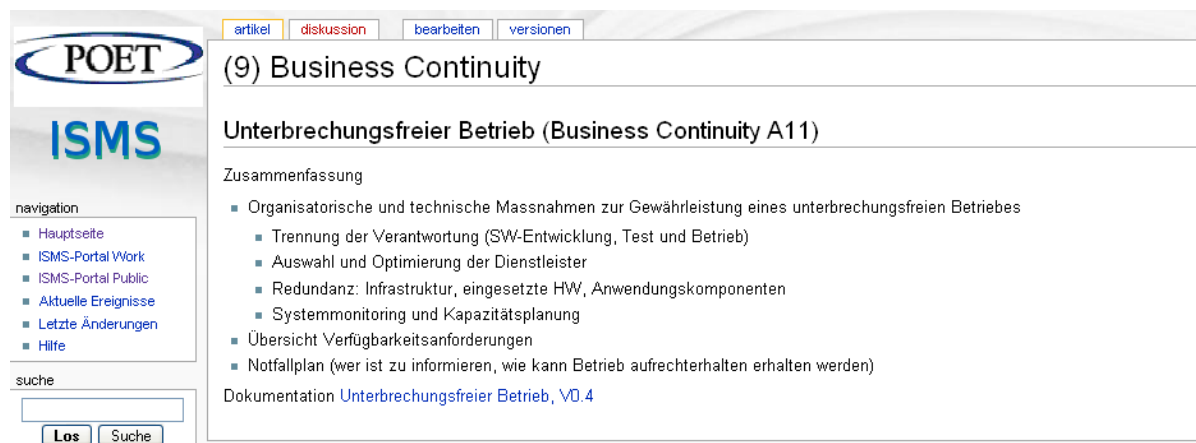 artikel diskussion bearbeiten versionen
POET
ISMS
(9) Business Continuity
Unterbrechungsfreier Betrieb (Business Continuity A11)
Zusammenfassung
Organisatorische und technische Massnahmen zur Gewährleistung eines unterbrechungsfreien Betriebes
Trennung der Verantwortung (SW-Entwicklung, Test und Betrieb)
Auswahl und Optimierung der Dienstleister
Redundanz: Infrastruktur, eingesetzte HW, Anwendungskomponenten
Systemmonitoring und Kapazitätsplanung
Übersicht Verfügbarkeitsanforderungen
Notfallplan (wer ist zu informieren, wie kann Betrieb aufrechterhalten erhalten werden)
Dokumentation Unterbrechungsfreier Betrieb, V0.4
navigation
Hauptseite
ISMS-Portal Work
ISMS-Portal Public
Aktuelle Ereignisse
Letzte Änderungen
Hilfe
suche
Los Suche